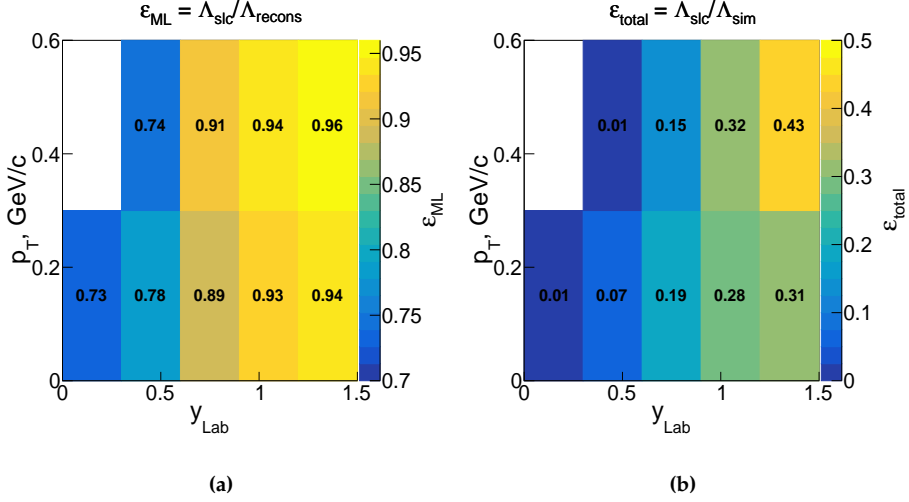 ε_ML = Λ_slc/Λ_recons
0.6
0.4
0.2
0
p_T, GeV/c
0.74 0.91 0.94 0.96
0.73 0.78 0.89 0.93 0.94
0 0.5 1 1.5
y_Lab
0.95
0.9
0.85
0.8
0.75
0.7
ε_ML
(a)
ε_total = Λ_slc/Λ_sim
0.6
0.4
0.2
0
p_T, GeV/c
0.01 0.15 0.32 0.43
0.01 0.07 0.19 0.28 0.31
0 0.5 1 1.5
y_Lab
0.5
0.4
0.3
0.2
0.1
0
ε_total
(b)